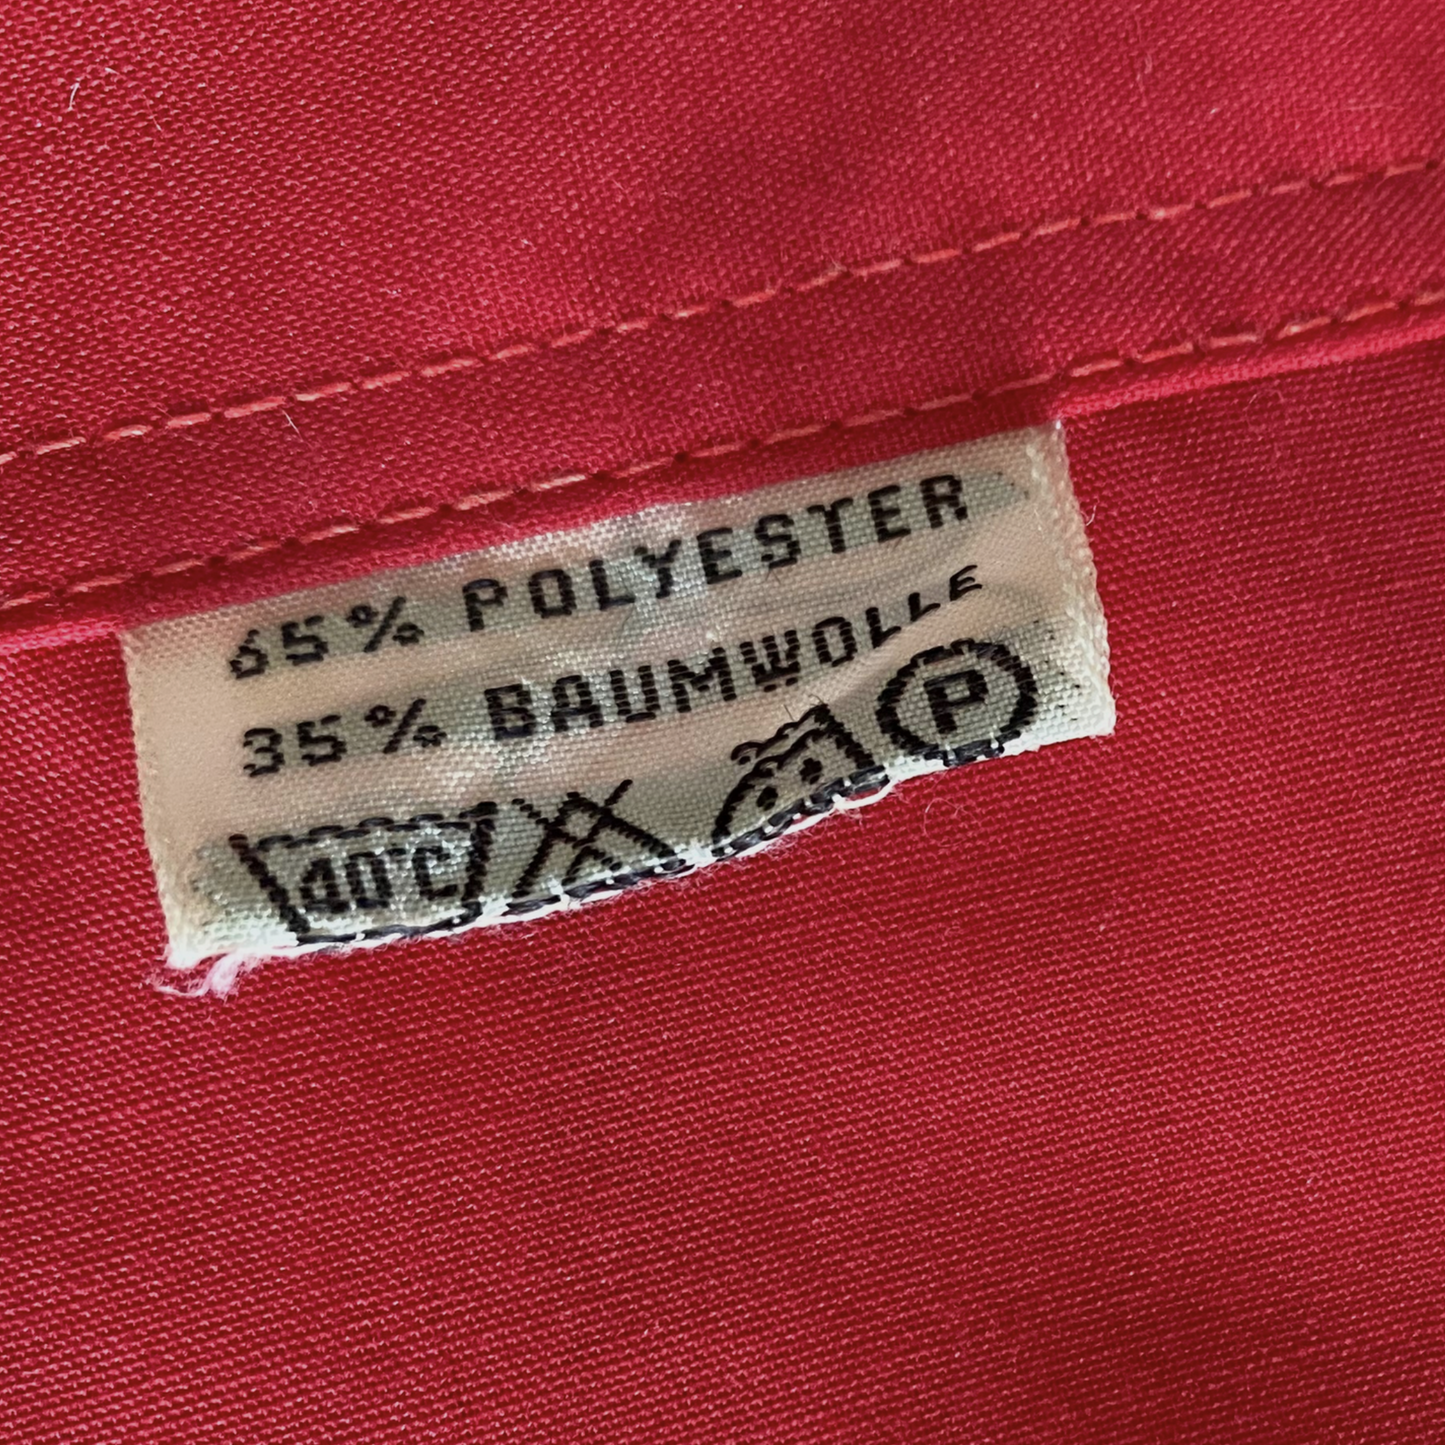 65% POLYESTER
35% BAUMWOLLE
40°C P